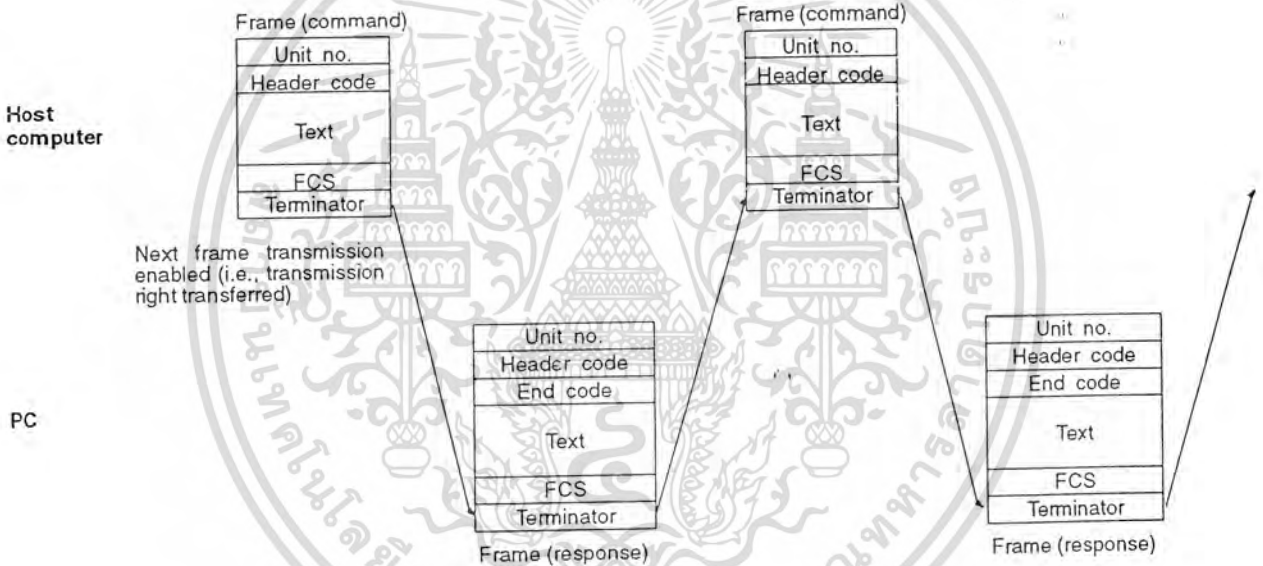 Frame (command)
Unit no.
Header code
Text
FCS
Terminator
Frame (command)
Unit no.
Header code
Text
FCS
Terminator
Host
computer
Next frame transmission
enabled (i.e., transmission
right transferred)
PC
Unit no.
Header code
End code
Text
FCS
Terminator
Frame (response)
Unit no.
Header code
End code
Text
FCS
Terminator
Frame (response)